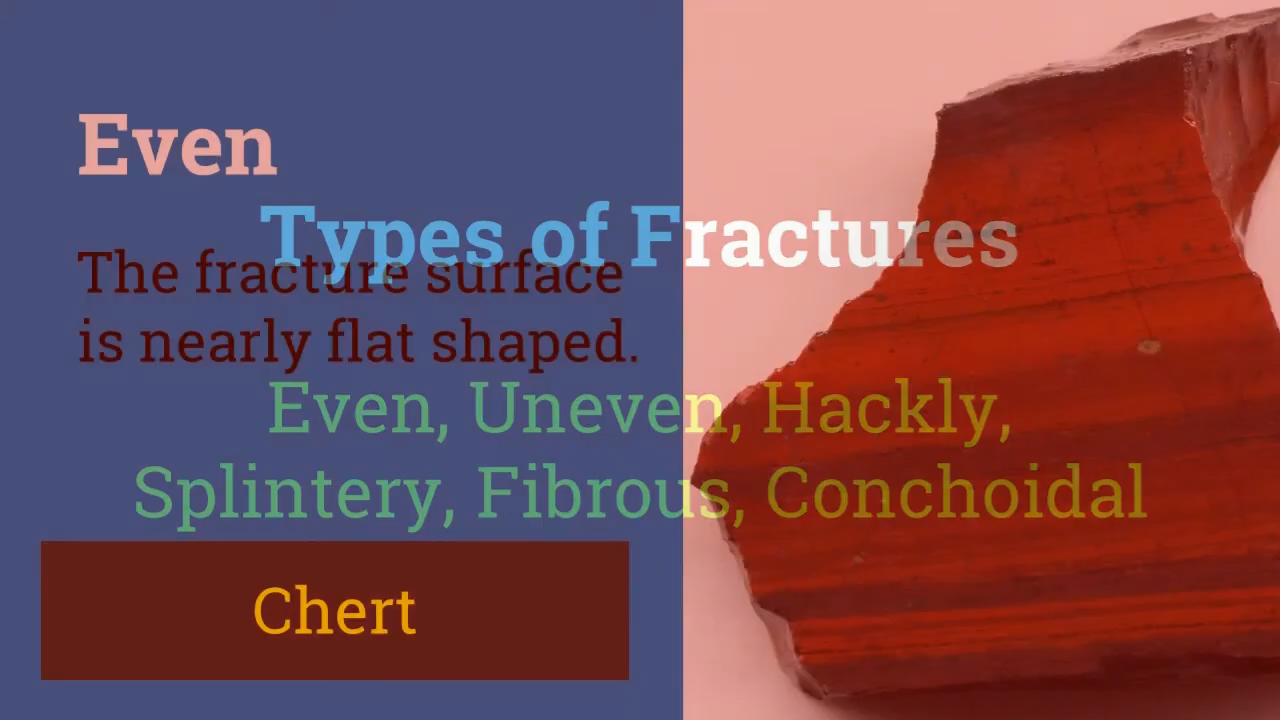 Even
Types of Fractures
The fracture surface
is nearly flat shaped.
Even, Uneven, Hackly,
Splintery, Fibrous, Conchoidal
Chert